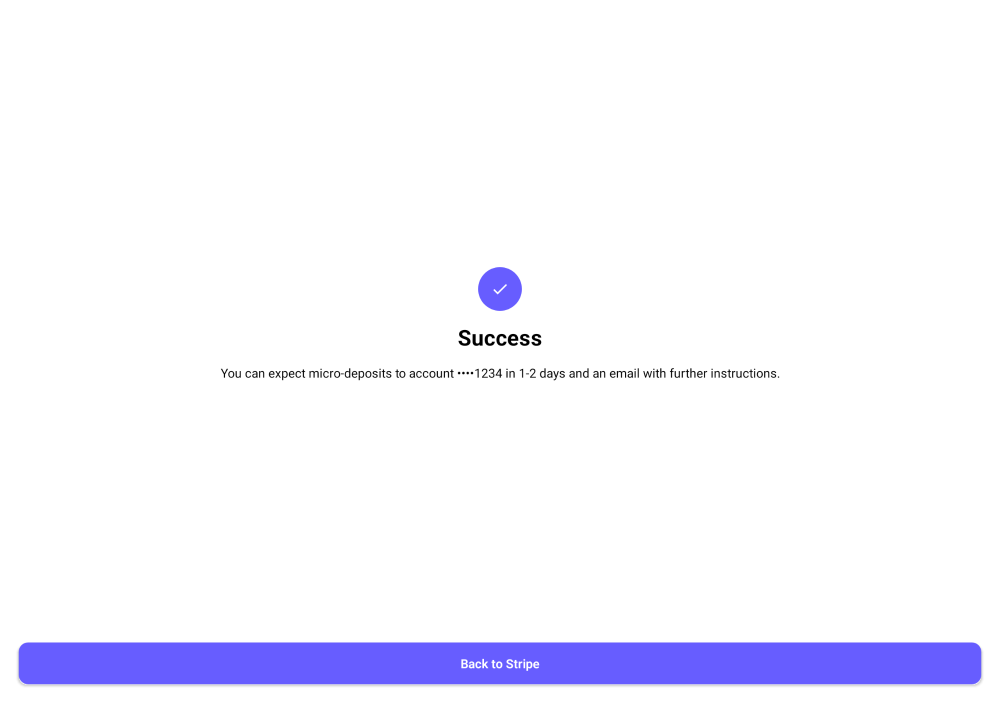 Success
You can expect micro-deposits to account ••••1234 in 1-2 days and an email with further instructions.
Back to Stripe